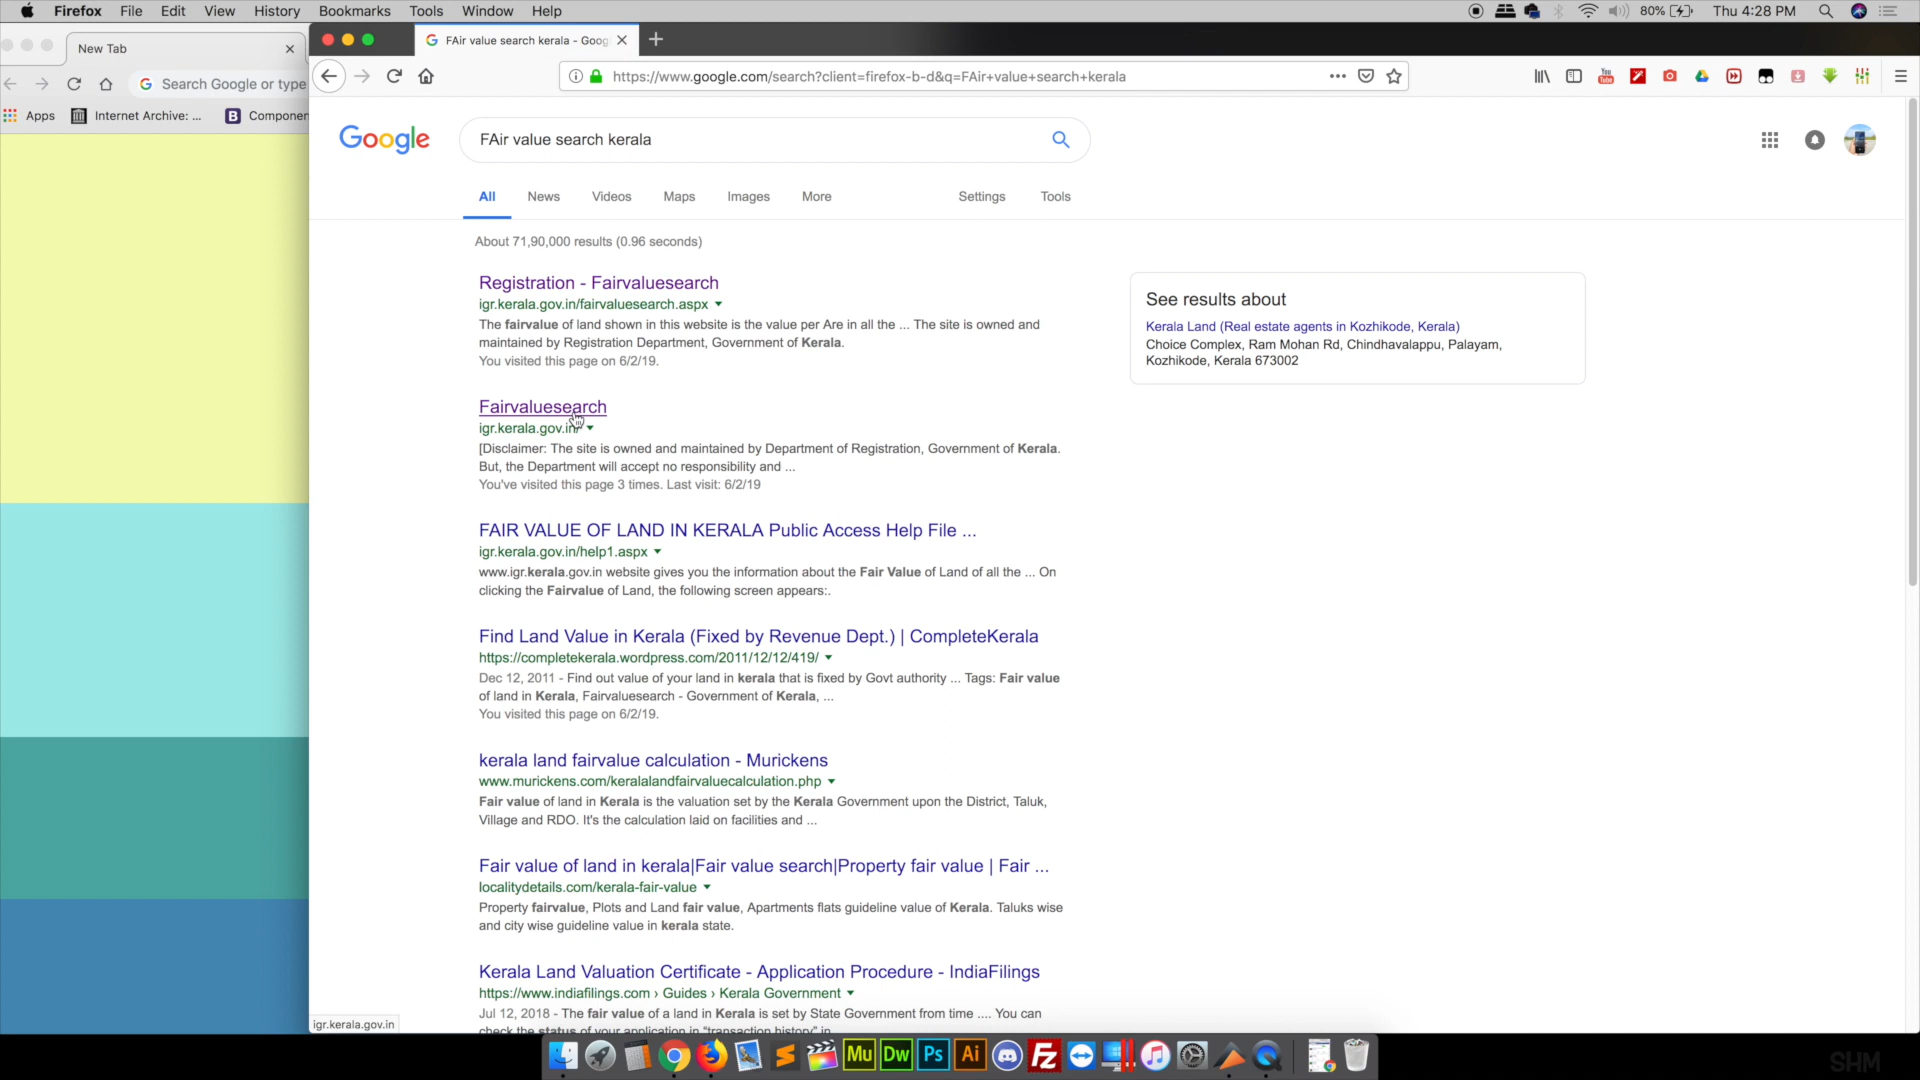 Firefox File Edit View History Bookmarks Tools Window Help
80% Thu 4:28 PM
New Tab
FAir value search kerala - Goog
Search Google or type
https://www.google.com/search?client=firefox-b-d&q=FAir+value+search+kerala
Apps Internet Archive: ... Componen
Google
FAir value search kerala
All News Videos Maps Images More Settings Tools
About 71,90,000 results (0.96 seconds)
Registration - Fairvaluesearch
igr.kerala.gov.in/fairvaluesearch.aspx
The fairvalue of land shown in this website is the value per Are in all the ... The site is owned and
maintained by Registration Department, Government of Kerala.
You visited this page on 6/2/19.
See results about
Kerala Land (Real estate agents in Kozhikode, Kerala)
Choice Complex, Ram Mohan Rd, Chindhavalappu, Palayam,
Kozhikode, Kerala 673002
Fairvaluesearch
igr.kerala.gov.in/
[Disclaimer: The site is owned and maintained by Department of Registration, Government of Kerala.
But, the Department will accept no responsibility and ...
You've visited this page 3 times. Last visit: 6/2/19
FAIR VALUE OF LAND IN KERALA Public Access Help File ...
igr.kerala.gov.in/help1.aspx
www.igr.kerala.gov.in website gives you the information about the Fair Value of Land of all the ... On
clicking the Fairvalue of Land, the following screen appears:.
Find Land Value in Kerala (Fixed by Revenue Dept.) | CompleteKerala
https://completekerala.wordpress.com/2011/12/12/419/
Dec 12, 2011 - Find out value of your land in kerala that is fixed by Govt authority ... Tags: Fair value
of land in Kerala, Fairvaluesearch - Government of Kerala, ...
You visited this page on 6/2/19.
kerala land fairvalue calculation - Murickens
www.murickens.com/keralalandfairvaluecalculation.php
Fair value of land in Kerala is the valuation set by the Kerala Government upon the District, Taluk,
Village and RDO. It's the calculation laid on facilities and ...
Fair value of land in kerala|Fair value search|Property fair value | Fair ...
localitydetails.com/kerala-fair-value
Property fairvalue, Plots and Land fair value, Apartments flats guideline value of Kerala. Taluks wise
and city wise guideline value in kerala state.
Kerala Land Valuation Certificate - Application Procedure - IndiaFilings
https://www.indiafilings.com › Guides › Kerala Government
Jul 12, 2018 - The fair value of a land in Kerala is set by State Government from time .... You can
check the status of your application in "transaction history" in
igr.kerala.gov.in
Mu Dw Ps Ai FZ
SHM